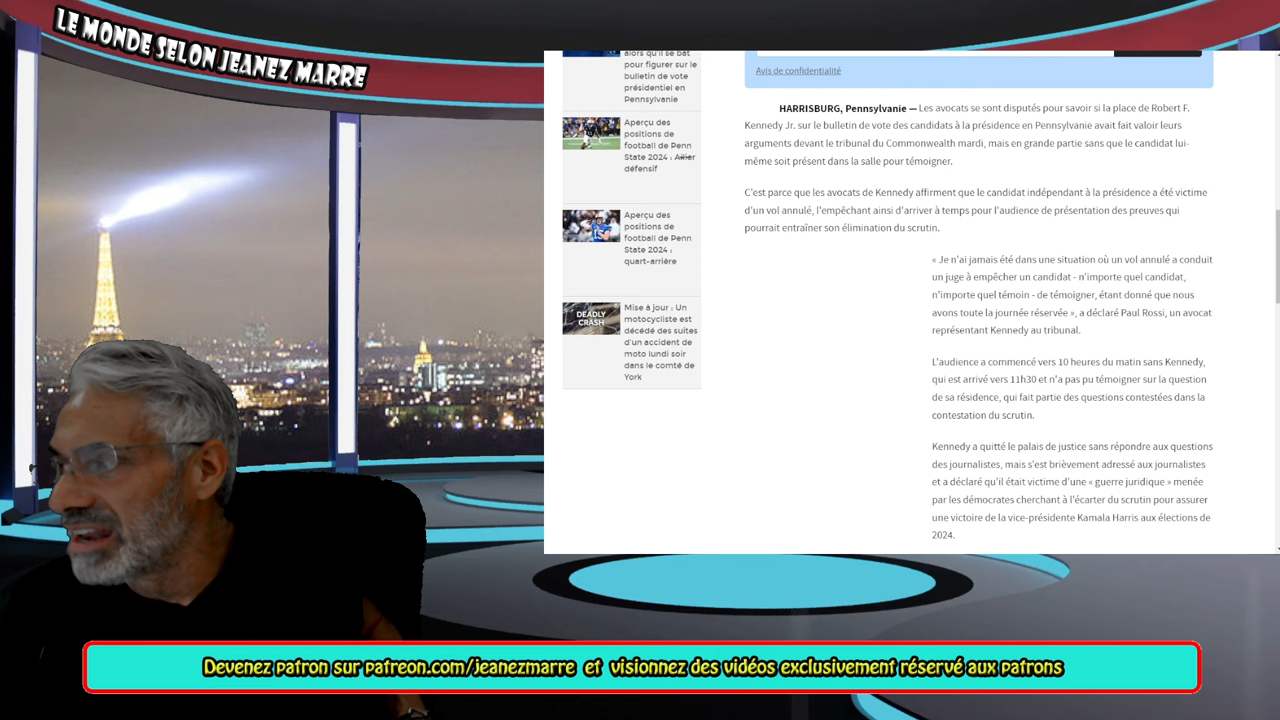 LE MONDE SELON JEANEZ MARRE
alors qu'il se bat
pour figurer sur le
bulletin de vote
présidentiel en
Pennsylvanie
Aperçu des
positions de
football de Penn
State 2024 : Ailier
défensif
Aperçu des
positions de
football de Penn
State 2024 :
quart-arrière
DEADLY
CRASH
Mise à jour : Un
motocycliste est
décédé des suites
d'un accident de
moto lundi soir
dans le comté de
York
Avis de confidentialité
HARRISBURG, Pennsylvanie — Les avocats se sont disputés pour savoir si la place de Robert F.
Kennedy Jr. sur le bulletin de vote des candidats à la présidence en Pennsylvanie avait fait valoir leurs
arguments devant le tribunal du Commonwealth mardi, mais en grande partie sans que le candidat lui-
même soit présent dans la salle pour témoigner.
C'est parce que les avocats de Kennedy affirment que le candidat indépendant à la présidence a été victime
d'un vol annulé, l'empêchant ainsi d'arriver à temps pour l'audience de présentation des preuves qui
pourrait entraîner son élimination du scrutin.
« Je n'ai jamais été dans une situation où un vol annulé a conduit
un juge à empêcher un candidat - n'importe quel candidat,
n'importe quel témoin - de témoigner, étant donné que nous
avons toute la journée réservée », a déclaré Paul Rossi, un avocat
représentant Kennedy au tribunal.
L'audience a commencé vers 10 heures du matin sans Kennedy,
qui est arrivé vers 11h30 et n'a pas pu témoigner sur la question
de sa résidence, qui fait partie des questions contestées dans la
contestation du scrutin.
Kennedy a quitté le palais de justice sans répondre aux questions
des journalistes, mais s'est brièvement adressé aux journalistes
et a déclaré qu'il était victime d'une « guerre juridique » menée
par les démocrates cherchant à l'écarter du scrutin pour assurer
une victoire de la vice-présidente Kamala Harris aux élections de
2024.
Devenez patron sur patreon.com/jeanezmarre et visionnez des vidéos exclusivement réservé aux patrons